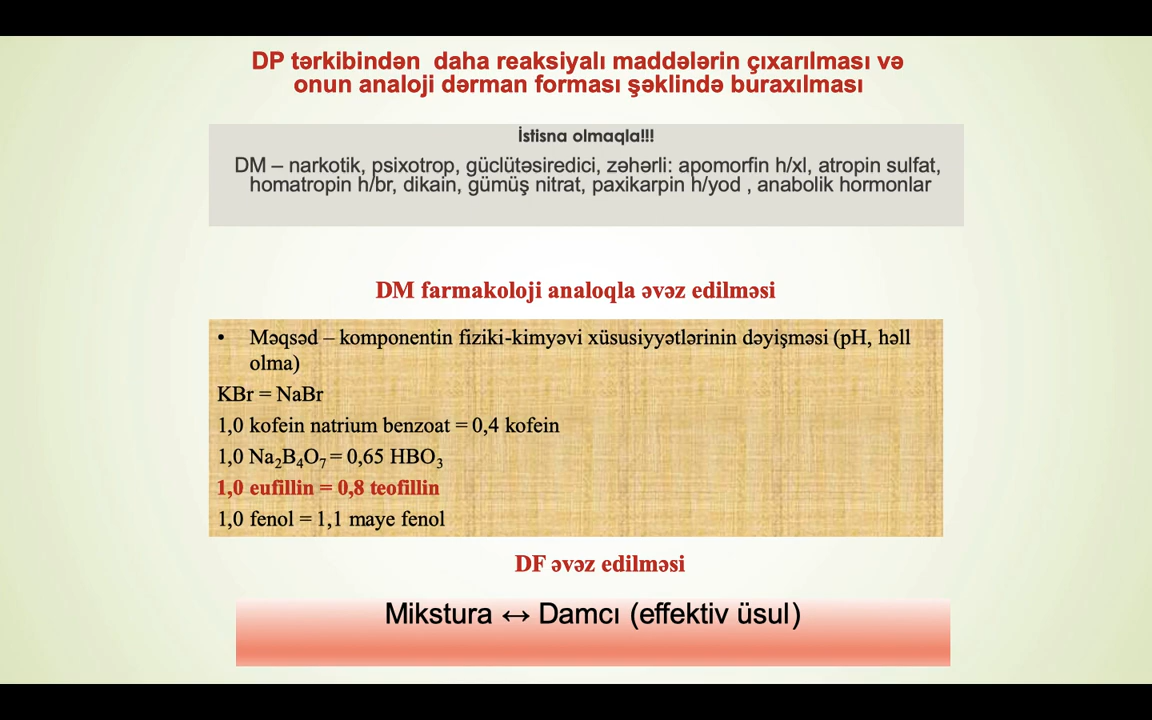 DP tərkibindən daha reaksiyalı maddələrin çıxarılması və
onun analoji dərman forması şəklində buraxılması
İstisna olmaqla!!!
DM – narkotik, psixotrop, güclütəsiredici, zəhərli: apomorfin h/xl, atropin sulfat,
homatropin h/br, dikain, gümüş nitrat, paxikarpin h/yod , anabolik hormonlar
DM farmakoloji analoqla əvəz edilməsi
• Məqsəd – komponentin fiziki-kimyəvi xüsusiyyətlərinin dəyişməsi (pH, həll
olma)
KBr = NaBr
1,0 kofein natrium benzoat = 0,4 kofein
1,0 Na₂B₄O₇ = 0,65 HBO₃
1,0 eufillin = 0,8 teofillin
1,0 fenol = 1,1 maye fenol
DF əvəz edilməsi
Mikstura ↔ Damcı (effektiv üsul)